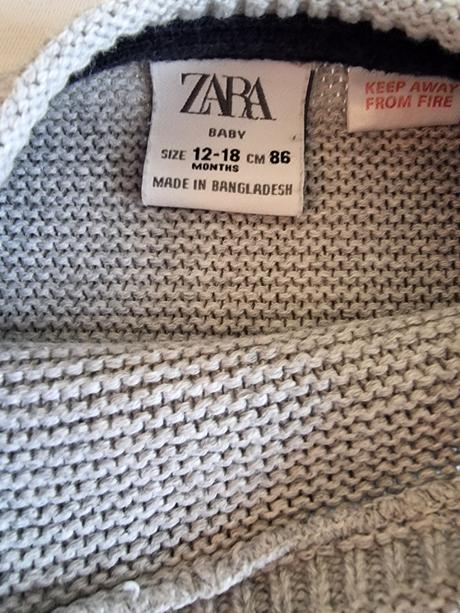 ZARA
BABY
SIZE 12-18 CM 86
MONTHS
MADE IN BANGLADESH
KEEP AWAY
FROM FIRE